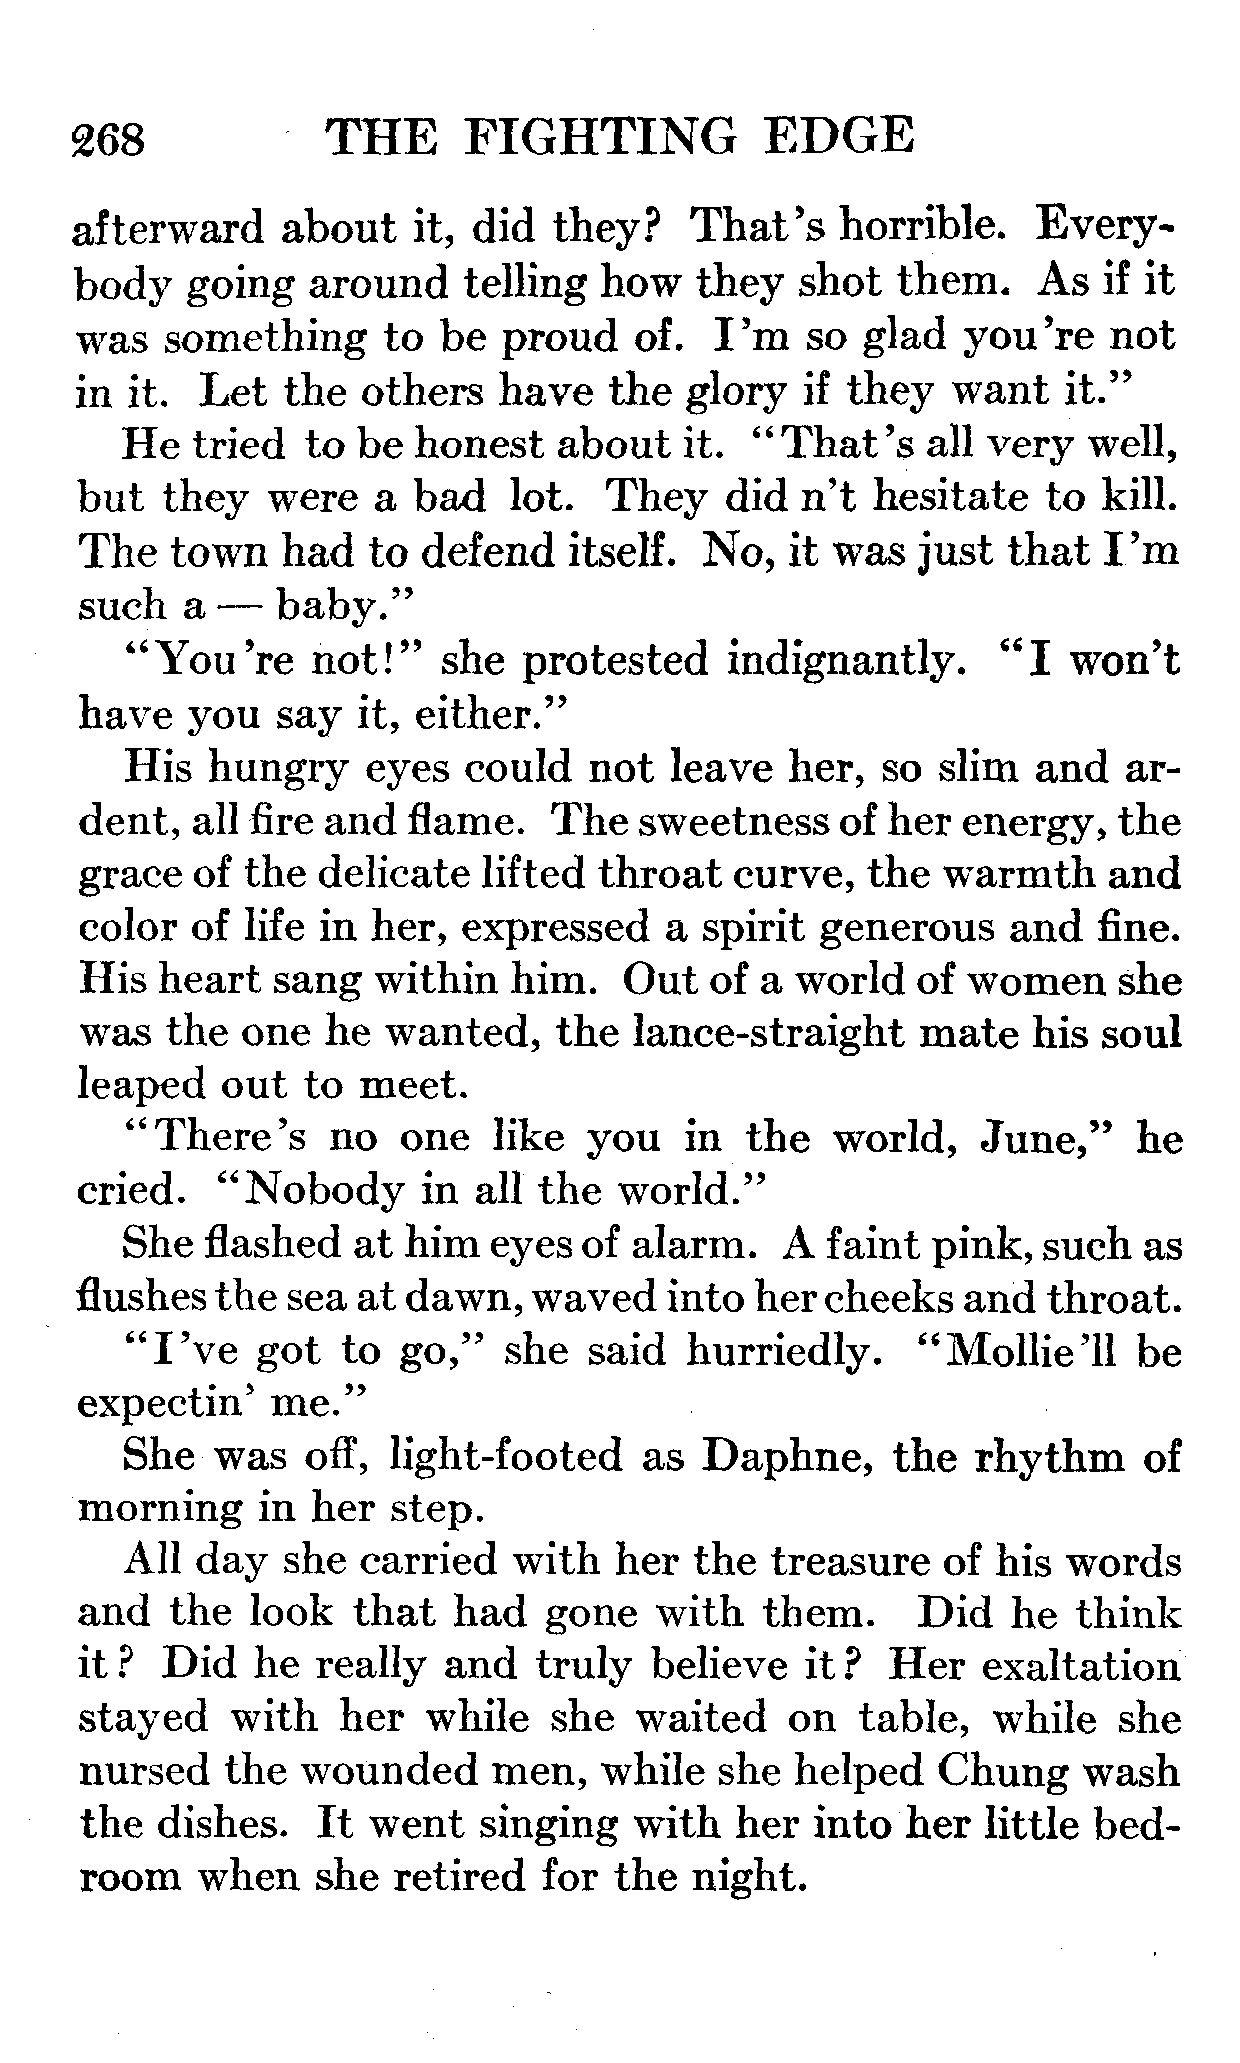 268 THE FIGHTING EDGE
afterward about it, did they? That's horrible. Every-
body going around telling how they shot them. As if it
was something to be proud of. I'm so glad you're not
in it. Let the others have the glory if they want it."
He tried to be honest about it. "That's all very well,
but they were a bad lot. They did n't hesitate to kill.
The town had to defend itself. No, it was just that I'm
such a — baby."
"You're not!" she protested indignantly. "I won't
have you say it, either."
His hungry eyes could not leave her, so slim and ar-
dent, all fire and flame. The sweetness of her energy, the
grace of the delicate lifted throat curve, the warmth and
color of life in her, expressed a spirit generous and fine.
His heart sang within him. Out of a world of women she
was the one he wanted, the lance-straight mate his soul
leaped out to meet.
"There's no one like you in the world, June," he
cried. "Nobody in all the world."
She flashed at him eyes of alarm. A faint pink, such as
flushes the sea at dawn, waved into her cheeks and throat.
"I've got to go," she said hurriedly. "Mollie'll be
expectin' me."
She was off, light-footed as Daphne, the rhythm of
morning in her step.
All day she carried with her the treasure of his words
and the look that had gone with them. Did he think
it? Did he really and truly believe it? Her exaltation
stayed with her while she waited on table, while she
nursed the wounded men, while she helped Chung wash
the dishes. It went singing with her into her little bed-
room when she retired for the night.